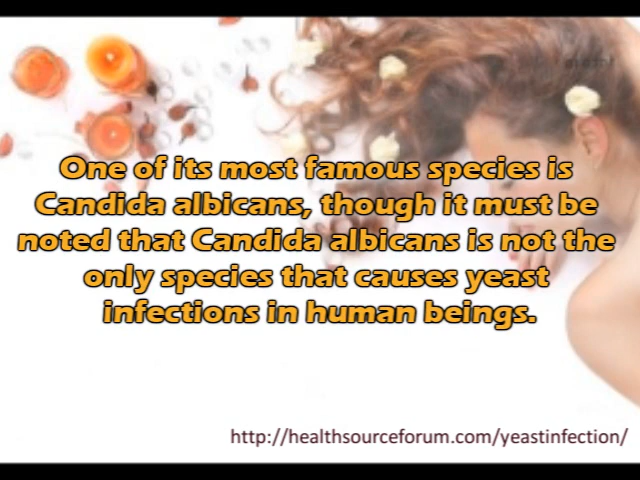 One of its most famous species is
Candida albicans, though it must be
noted that Candida albicans is not the
only species that causes yeast
infections in human beings.
http://healthsourceforum.com/yeastinfection/